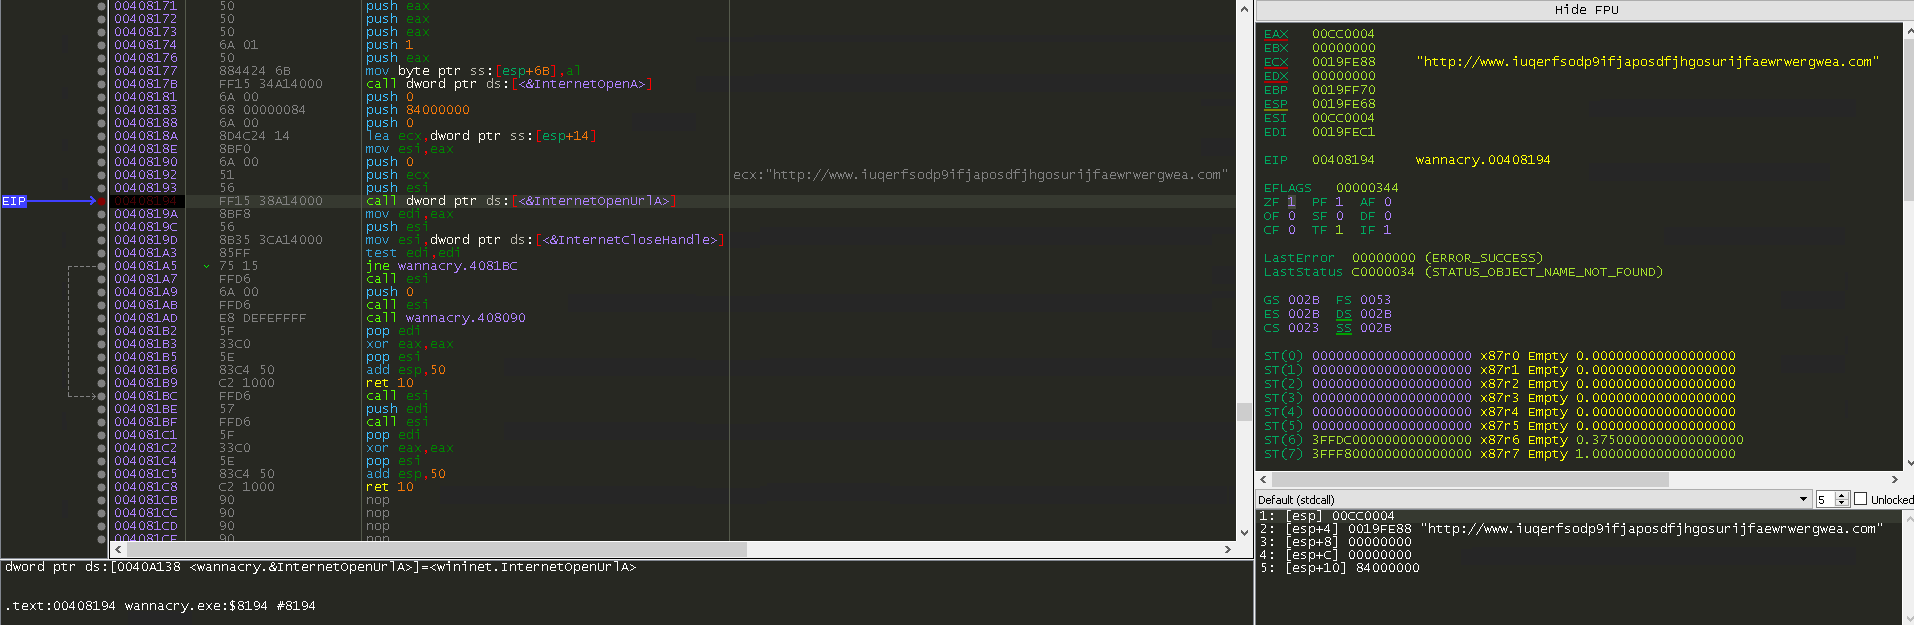 00408171 50 push eax
00408172 50 push eax
00408173 50 push eax
00408174 6A 01 push 1
00408176 50 push eax
00408177 884424 6B mov byte ptr ss:[esp+6B],al
0040817B FF15 34A14000 call dword ptr ds:[<&InternetOpenA>]
00408181 6A 00 push 0
00408183 68 00000084 push 84000000
00408188 6A 00 push 0
0040818A 8D4C24 14 lea ecx,dword ptr ss:[esp+14]
0040818E 8BF0 mov esi,eax
00408190 6A 00 push 0
00408192 51 push ecx ecx:"http://www.iuqerfsodp9ifjaposdfjhgosurijfaewrwergwea.com"
00408193 56 push esi
EIP 00408194 FF15 38A14000 call dword ptr ds:[<&InternetOpenUrlA>]
0040819A 8BF8 mov edi,eax
0040819C 56 push esi
0040819D 8B35 3CA14000 mov esi,dword ptr ds:[<&InternetCloseHandle>]
004081A3 85FF test edi,edi
004081A5 75 15 jne wannacry.4081BC
004081A7 FFD6 call esi
004081A9 6A 00 push 0
004081AB FFD6 call esi
004081AD E8 DEFEFFFF call wannacry.408090
004081B2 5F pop edi
004081B3 33C0 xor eax,eax
004081B5 5E pop esi
004081B6 83C4 50 add esp,50
004081B9 C2 1000 ret 10
004081BC FFD6 call esi
004081BE 57 push edi
004081BF FFD6 call esi
004081C1 5F pop edi
004081C2 33C0 xor eax,eax
004081C4 5E pop esi
004081C5 83C4 50 add esp,50
004081C8 C2 1000 ret 10
004081CB 90 nop
004081CC 90 nop
004081CD 90 nop
004081CE 90 nop
dword ptr ds:[0040A138 <wannacry.&InternetOpenUrlA>]=<wininet.InternetOpenUrlA>
.text:00408194 wannacry.exe:$8194 #8194
Hide FPU
EAX 00CC0004
EBX 00000000
ECX 0019FE88 "http://www.iuqerfsodp9ifjaposdfjhgosurijfaewrwergwea.com"
EDX 00000000
EBP 0019FF70
ESP 0019FE68
ESI 00CC0004
EDI 0019FEC1
EIP 00408194 wannacry.00408194
EFLAGS 00000344
ZF 1 PF 1 AF 0
OF 0 SF 0 DF 0
CF 0 TF 1 IF 1
LastError 00000000 (ERROR_SUCCESS)
LastStatus C0000034 (STATUS_OBJECT_NAME_NOT_FOUND)
GS 002B FS 0053
ES 002B DS 002B
CS 0023 SS 002B
ST(0) 00000000000000000000 x87r0 Empty 0.000000000000000000
ST(1) 00000000000000000000 x87r1 Empty 0.000000000000000000
ST(2) 00000000000000000000 x87r2 Empty 0.000000000000000000
ST(3) 00000000000000000000 x87r3 Empty 0.000000000000000000
ST(4) 00000000000000000000 x87r4 Empty 0.000000000000000000
ST(5) 00000000000000000000 x87r5 Empty 0.000000000000000000
ST(6) 3FFDC000000000000000 x87r6 Empty 0.3750000000000000000
ST(7) 3FFF8000000000000000 x87r7 Empty 1.000000000000000000
Default (stdcall) 5 Unlocked
1: [esp] 00CC0004
2: [esp+4] 0019FE88 "http://www.iuqerfsodp9ifjaposdfjhgosurijfaewrwergwea.com"
3: [esp+8] 00000000
4: [esp+C] 00000000
5: [esp+10] 84000000